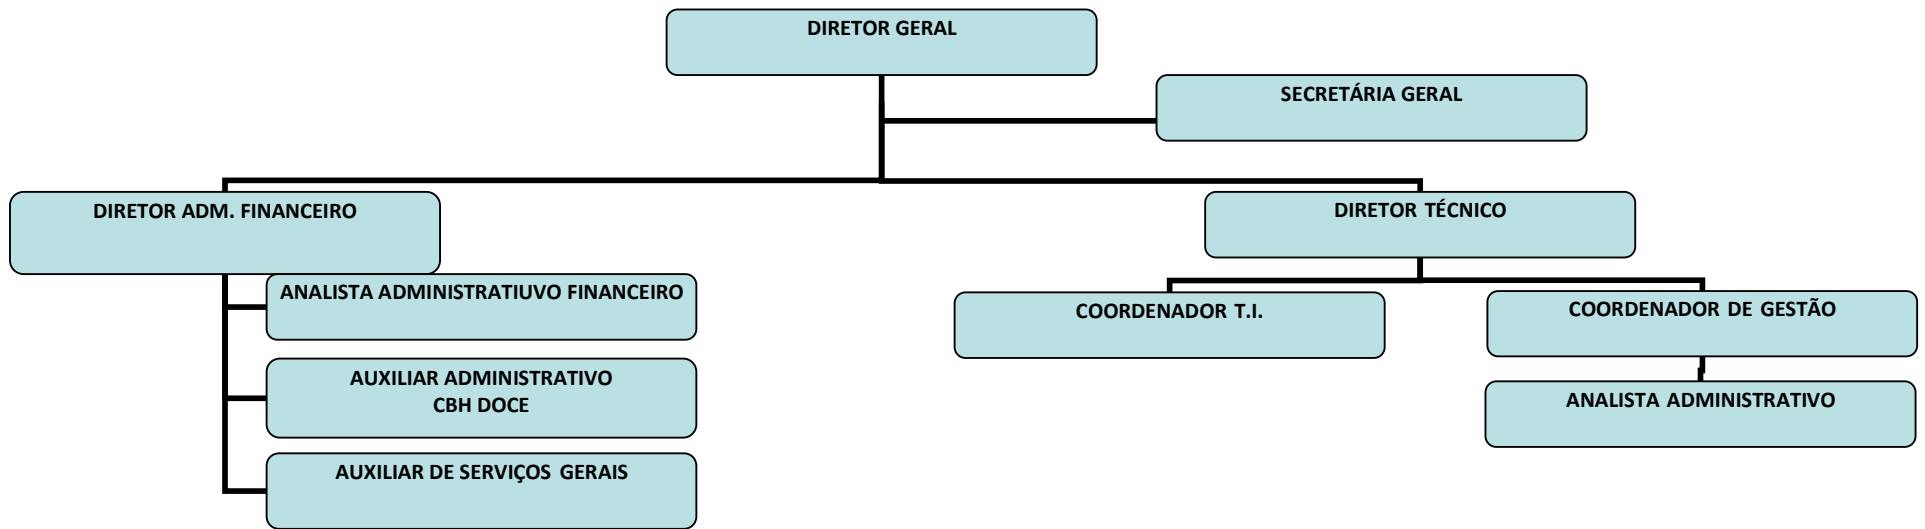 DIRETOR GERAL
SECRETÁRIA GERAL
DIRETOR ADM. FINANCEIRO
DIRETOR TÉCNICO
ANALISTA ADMINISTRATIUVO FINANCEIRO
COORDENADOR T.I.
COORDENADOR DE GESTÃO
AUXILIAR ADMINISTRATIVO
CBH DOCE
ANALISTA ADMINISTRATIVO
AUXILIAR DE SERVIÇOS GERAIS